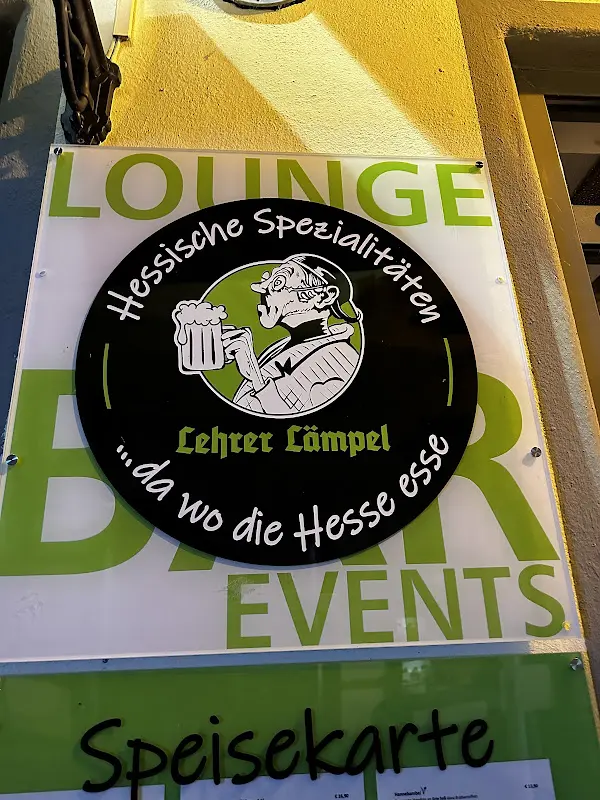 LOUNGE
Hessische Spezialitäten
Lehrer Lämpel
...da wo die Hesse esse
BAR
EVENTS
Speisekarte